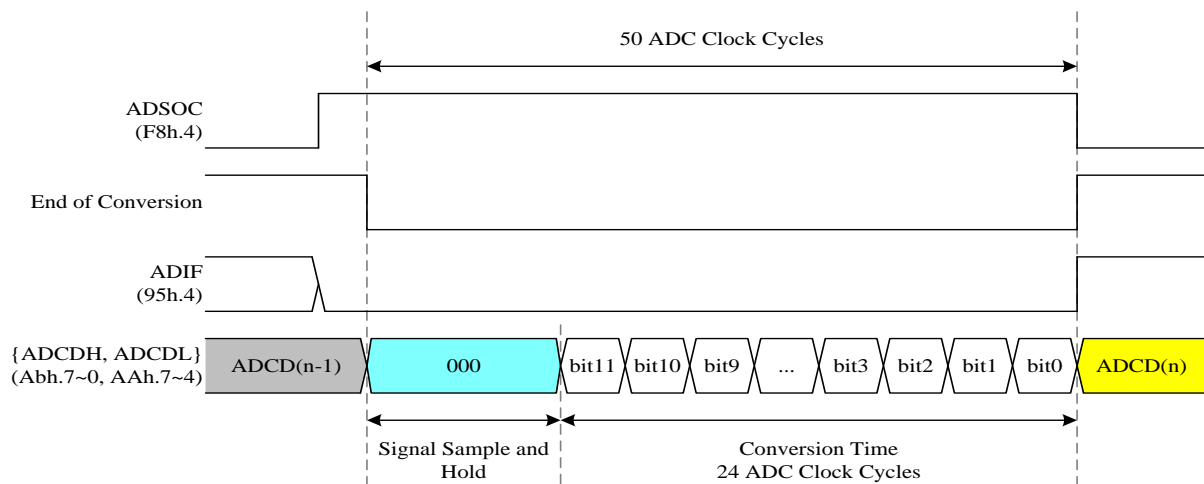 50 ADC Clock Cycles
ADSOC
(F8h.4)
End of Conversion
ADIF
(95h.4)
{ADCDH, ADCDL}
(Abh.7~0, AAh.7~4)
ADCD(n-1)
000
bit11
bit10
bit9
...
bit3
bit2
bit1
bit0
ADCD(n)
Signal Sample and
Hold
Conversion Time
24 ADC Clock Cycles